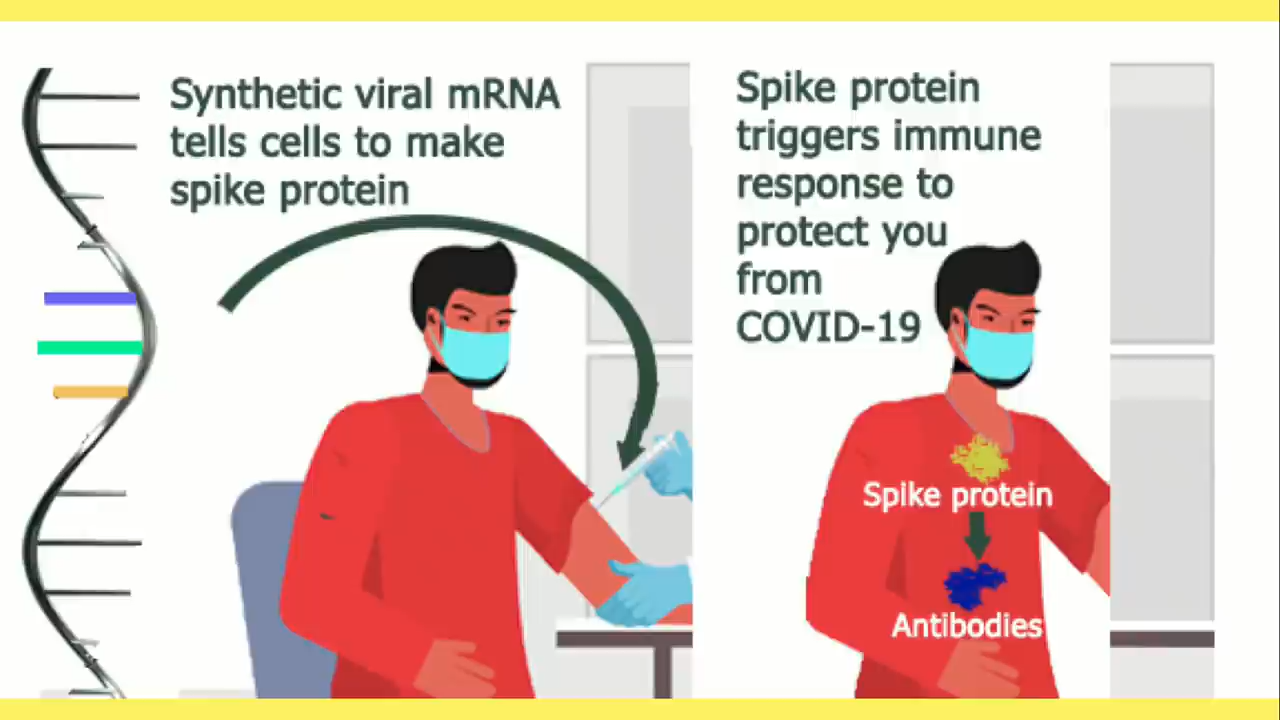 Synthetic viral mRNA
tells cells to make
spike protein
Spike protein
triggers immune
response to
protect you
from
COVID-19
Spike protein
Antibodies